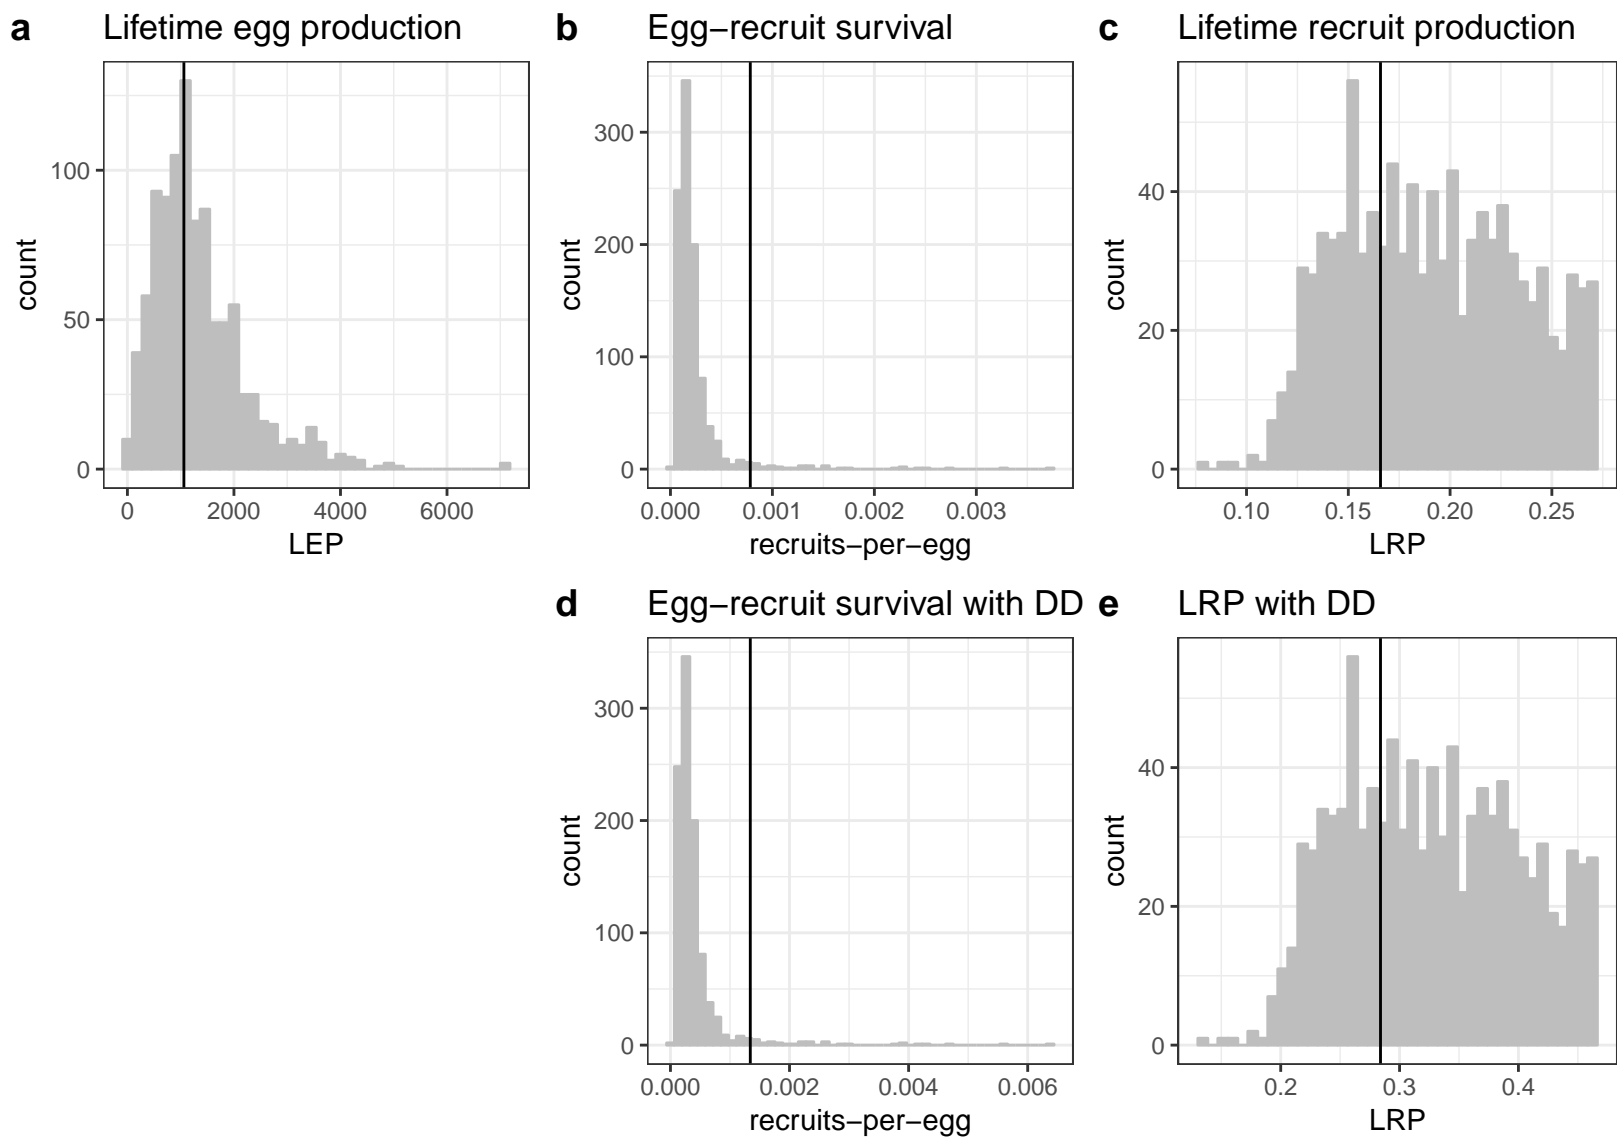 a Lifetime egg production
100
50
0
count
0 2000 4000 6000
LEP
b Egg−recruit survival
300
200
100
0
count
0.000 0.001 0.002 0.003
recruits−per−egg
c Lifetime recruit production
40
20
0
count
0.10 0.15 0.20 0.25
LRP
d Egg−recruit survival with DD
300
200
100
0
count
0.000 0.002 0.004 0.006
recruits−per−egg
e LRP with DD
40
20
0
count
0.2 0.3 0.4
LRP